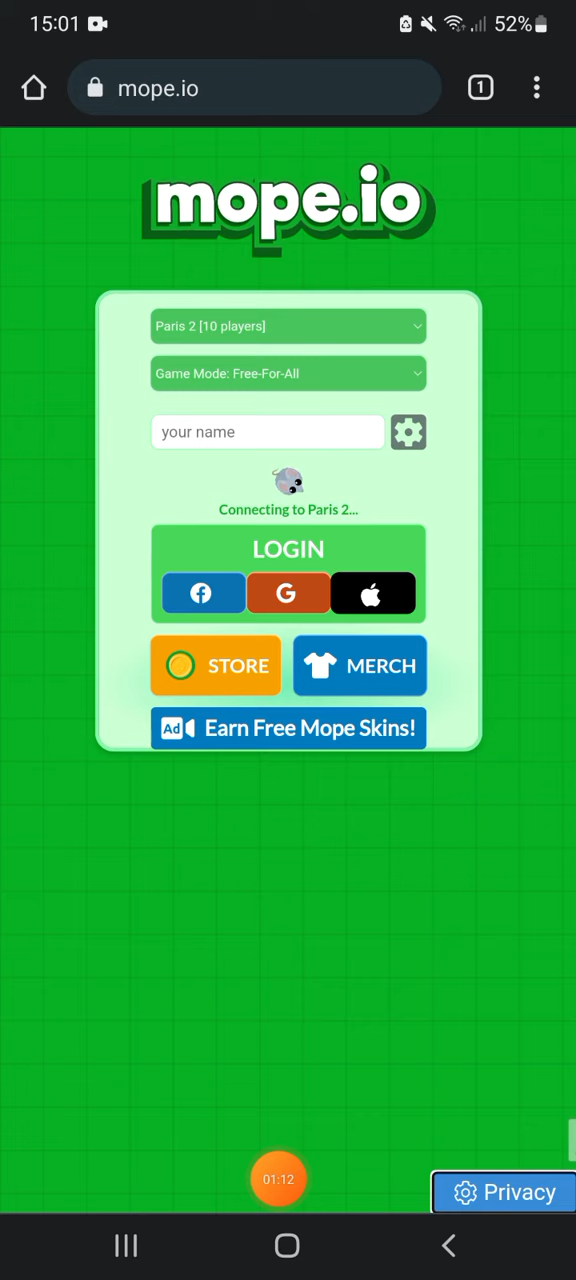 15:01 52%
mope.io 1
mope.io
Paris 2 [10 players]
Game Mode: Free-For-All
your name
Connecting to Paris 2...
LOGIN
G
STORE MERCH
Ad Earn Free Mope Skins!
01:12
Privacy